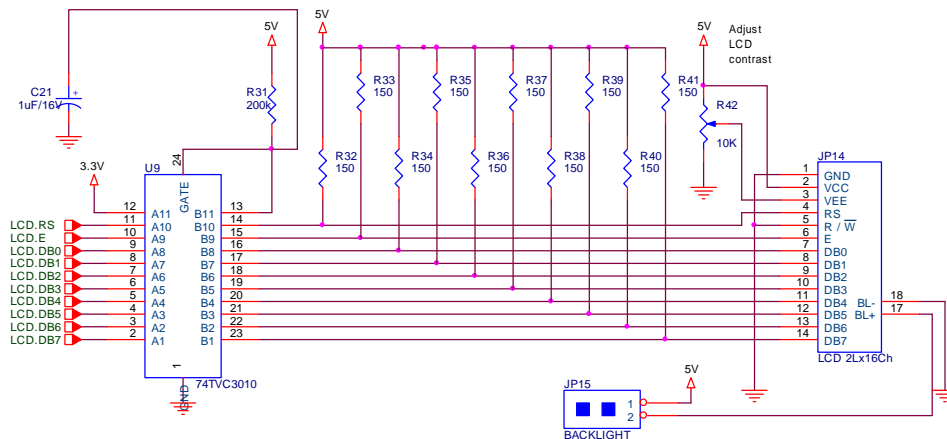 5V
5V
5V
Adjust
LCD
contrast
C21
1uF/16V
+
R31
200k
R33
150
R35
150
R37
150
R39
150
R41
150
R42
10K
R32
150
R34
150
R36
150
R38
150
R40
150
U9
24
GATE
3.3V
12 A11 B11 13
LCD.RS 11 A10 B10 14
LCD.E 10 A9 B9 15
LCD.DB0 9 A8 B8 16
LCD.DB1 8 A7 B7 17
LCD.DB2 7 A6 B6 18
LCD.DB3 6 A5 B5 19
LCD.DB4 5 A4 B4 20
LCD.DB5 4 A3 B3 21
LCD.DB6 3 A2 B2 22
LCD.DB7 2 A1 B1 23
1
GND
74TVC3010
JP14
1 GND
2 VCC
3 VEE
4 RS
5 R / W
6 E
7 DB0
8 DB1
9 DB2
10 DB3
11 DB4 BL- 18
12 DB5 BL+ 17
13 DB6
14 DB7
LCD 2Lx16Ch
JP15
5V
1
2
BACKLIGHT